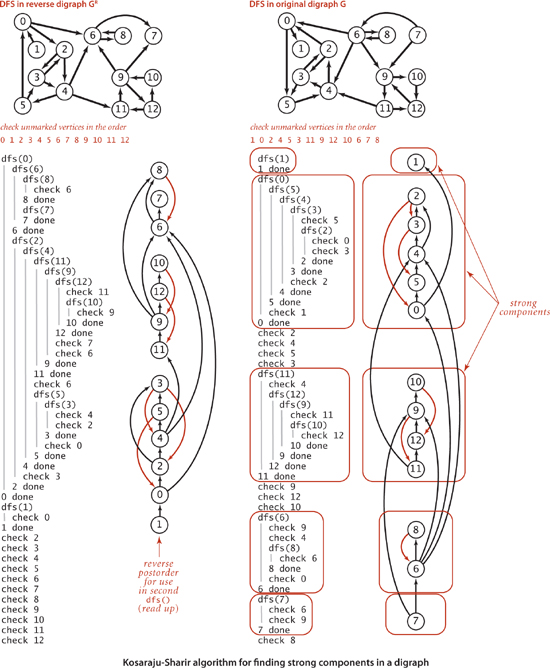 DFS in reverse digraph Gᴿ
0 6 8 7
1 2
3 4 9 10
5 11 12
check unmarked vertices in the order
0 1 2 3 4 5 6 7 8 9 10 11 12
dfs(0)
dfs(6)
dfs(8)
check 6
8 done
dfs(7)
7 done
6 done
dfs(2)
dfs(4)
dfs(11)
dfs(9)
dfs(12)
check 11
dfs(10)
check 9
10 done
12 done
check 7
check 6
9 done
11 done
check 6
dfs(5)
dfs(3)
check 4
check 2
3 done
check 0
5 done
4 done
check 3
2 done
0 done
dfs(1)
check 0
1 done
check 2
check 3
check 4
check 5
check 6
check 7
check 8
check 9
check 10
check 11
check 12
8
7
6
10
12
9
11
3
5
4
2
0
1
reverse
postorder
for use
in second
dfs()
(read up)
DFS in original digraph G
0 6 8 7
1 2
3 4 9 10
5 11 12
check unmarked vertices in the order
1 0 2 4 5 3 11 9 12 10 6 7 8
dfs(1)
1 done
dfs(0)
dfs(5)
dfs(4)
dfs(3)
check 5
dfs(2)
check 0
check 3
2 done
3 done
check 2
4 done
5 done
check 1
0 done
check 2
check 4
check 5
check 3
dfs(11)
check 4
dfs(12)
dfs(9)
check 11
dfs(10)
check 12
10 done
9 done
12 done
11 done
check 9
check 12
check 10
dfs(6)
check 9
check 4
dfs(8)
check 6
8 done
check 0
6 done
dfs(7)
check 6
check 9
7 done
check 8
1
2
3
4
5
0
10
9
12
11
8
6
7
strong
components
Kosaraju-Sharir algorithm for finding strong components in a digraph